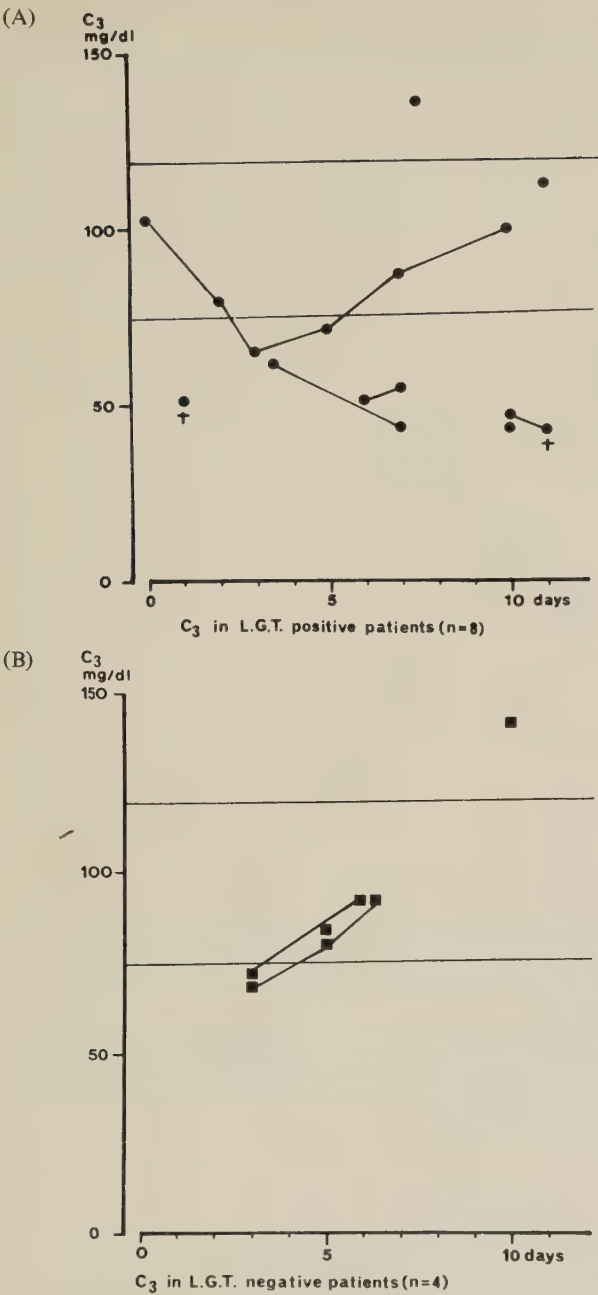 (A)
C₃
mg/dl
150
100
50
0
†
†
0 5 10 days
C₃ in L.G.T. positive patients (n=8)
(B)
C₃
mg/dl
150
100
50
0
0 5 10 days
C₃ in L.G.T. negative patients (n=4)